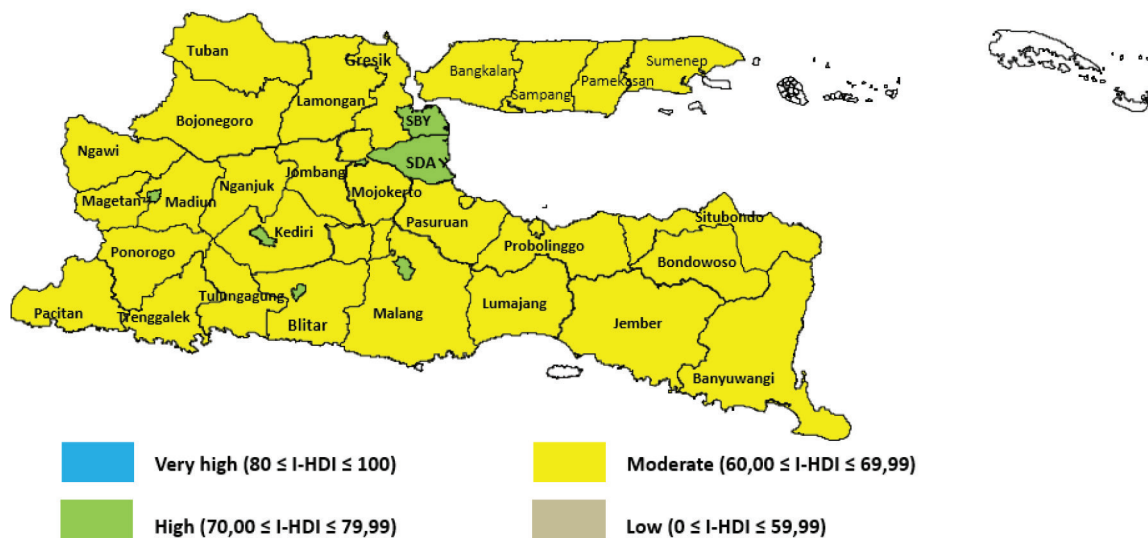 Tuban
Gresik
Lamongan
Bojonegoro
Ngawi
Bangkalan
Sampang
Pamekasan
Sumenep
SBY
SDA
Magetan
Madiun
Nganjuk
Jombang
Mojokerto
Kediri
Pasuruan
Ponorogo
Probolinggo
Situbondo
Bondowoso
Pacitan
Trenggalek
Tulungagung
Blitar
Malang
Lumajang
Jember
Banyuwangi
Very high (80 ≤ I-HDI ≤ 100)
Moderate (60,00 ≤ I-HDI ≤ 69,99)
High (70,00 ≤ I-HDI ≤ 79,99)
Low (0 ≤ I-HDI ≤ 59,99)